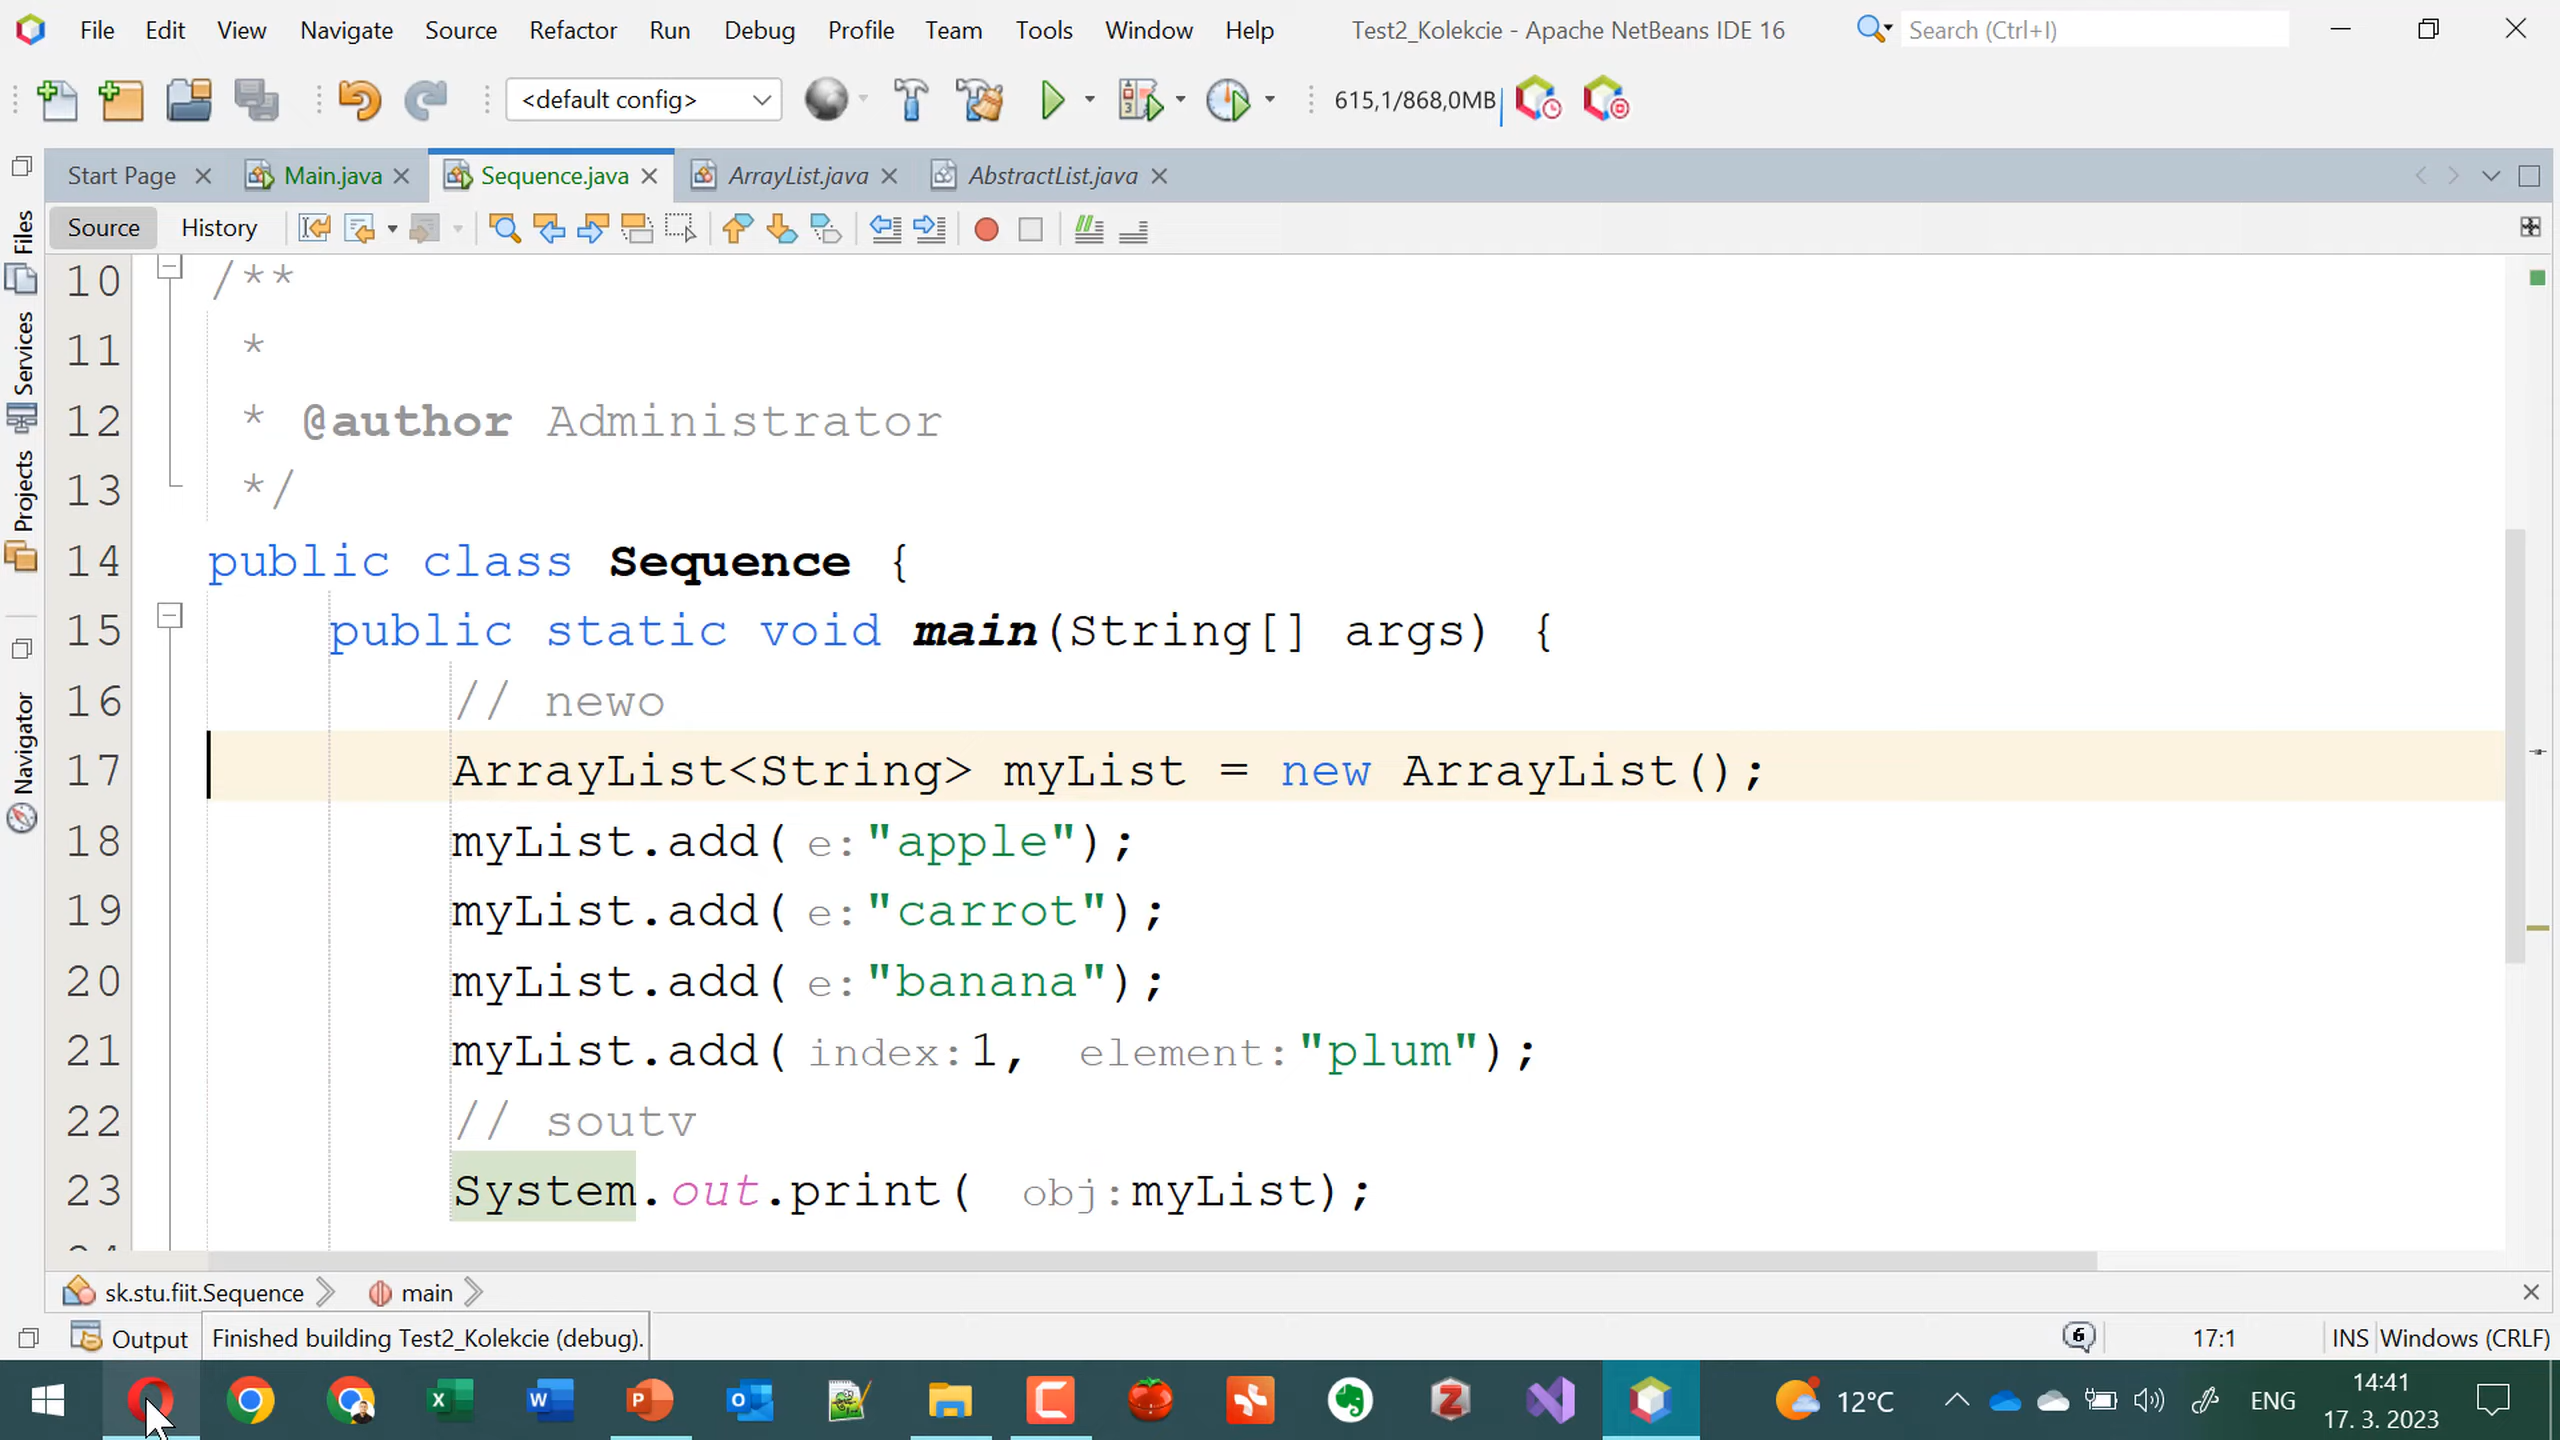 File Edit View Navigate Source Refactor Run Debug Profile Team Tools Window Help Test2_Kolekcie - Apache NetBeans IDE 16 Search (Ctrl+I)
<default config> 615,1/868,0MB
Start Page Main.java Sequence.java ArrayList.java AbstractList.java
Source History
Files
Services
Projects
Navigator
10 /**
11 *
12 * @author Administrator
13 */
14 public class Sequence {
15 public static void main(String[] args) {
16 // newo
17 ArrayList<String> myList = new ArrayList();
18 myList.add( e:"apple");
19 myList.add( e:"carrot");
20 myList.add( e:"banana");
21 myList.add( index:1, element:"plum");
22 // soutv
23 System.out.print( obj:myList);
sk.stu.fiit.Sequence main
Output Finished building Test2_Kolekcie (debug). 6 17:1 INS Windows (CRLF)
12°C ENG 14:41
17. 3. 2023